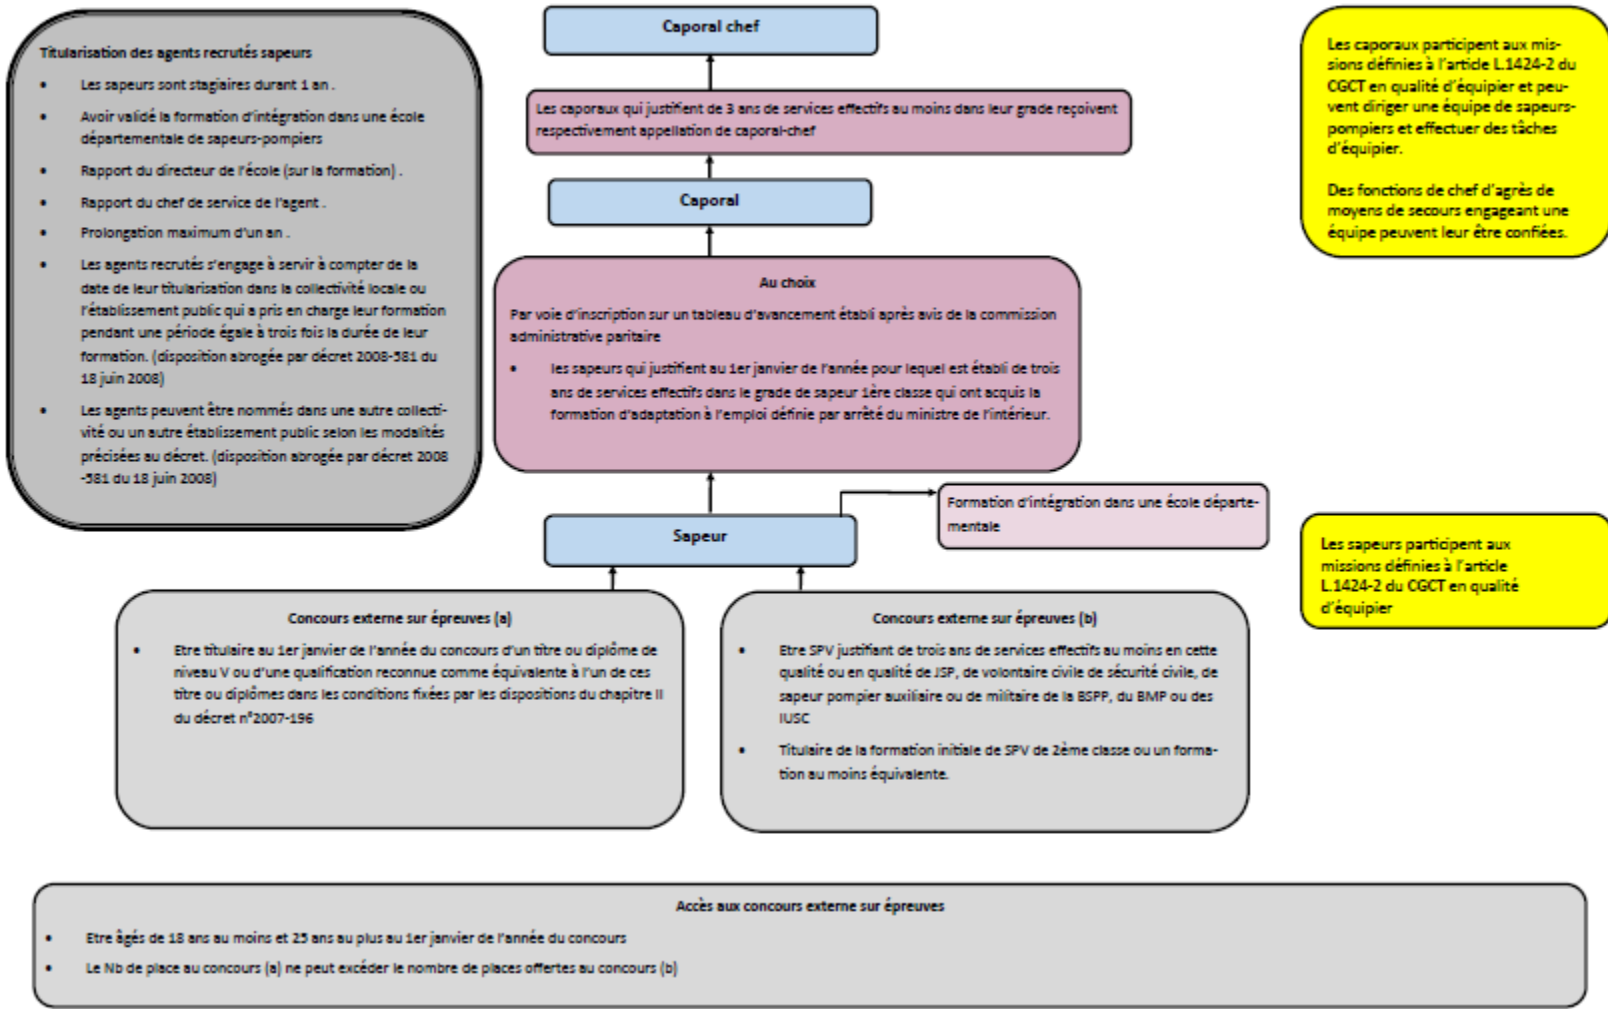 Titularisation des agents recrutés sapeurs
• Les sapeurs sont stagiaires durant 1 an .
• Avoir validé la formation d'intégration dans une école
départementale de sapeurs-pompiers
• Rapport du directeur de l'école (sur la formation) .
• Rapport du chef de service de l'agent .
• Prolongation maximum d'un an .
• Les agents recrutés s'engage à servir à compter de la
date de leur titularisation dans la collectivité locale ou
l'établissement public qui a pris en charge leur formation
pendant une période égale à trois fois la durée de leur
formation. (disposition abrogée par décret 2008-581 du
18 juin 2008)
• Les agents peuvent être nommés dans une autre collecti-
vité ou un autre établissement public selon les modalités
précisées au décret. (disposition abrogée par décret 2008
-581 du 18 juin 2008)
Caporal chef
Les caporaux qui justifient de 3 ans de services effectifs au moins dans leur grade reçoivent
respectivement appellation de caporal-chef
Caporal
Au choix
Par voie d'inscription sur un tableau d'avancement établi après avis de la commission
administrative paritaire
• les sapeurs qui justifient au 1er janvier de l'année pour lequel est établi de trois
ans de services effectifs dans le grade de sapeur 1ère classe qui ont acquis la
formation d'adaptation à l'emploi définie par arrêté du ministre de l'intérieur.
Formation d'intégration dans une école départe-
mentale
Sapeur
Les caporaux participent aux mis-
sions définies à l'article L.1424-2 du
CGCT en qualité d'équipier et peu-
vent diriger une équipe de sapeurs-
pompiers et effectuer des tâches
d'équipier.
Des fonctions de chef d'agrès de
moyens de secours engageant une
équipe peuvent leur être confiées.
Les sapeurs participent aux
missions définies à l'article
L.1424-2 du CGCT en qualité
d'équipier
Concours externe sur épreuves (a)
• Etre titulaire au 1er janvier de l'année du concours d'un titre ou diplôme de
niveau V ou d'une qualification reconnue comme équivalente à l'un de ces
titre ou diplômes dans les conditions fixées par les dispositions du chapitre II
du décret n°2007-196
Concours externe sur épreuves (b)
• Etre SPV justifiant de trois ans de services effectifs au moins en cette
qualité ou en qualité de JSP, de volontaire civile de sécurité civile, de
sapeur pompier auxiliaire ou de militaire de la BSPP, du BMP ou des
IUSC
• Titulaire de la formation initiale de SPV de 2ème classe ou un forma-
tion au moins équivalente.
Accès aux concours externe sur épreuves
• Etre âgés de 18 ans au moins et 25 ans au plus au 1er janvier de l'année du concours
• Le Nb de place au concours (a) ne peut excéder le nombre de places offertes au concours (b)